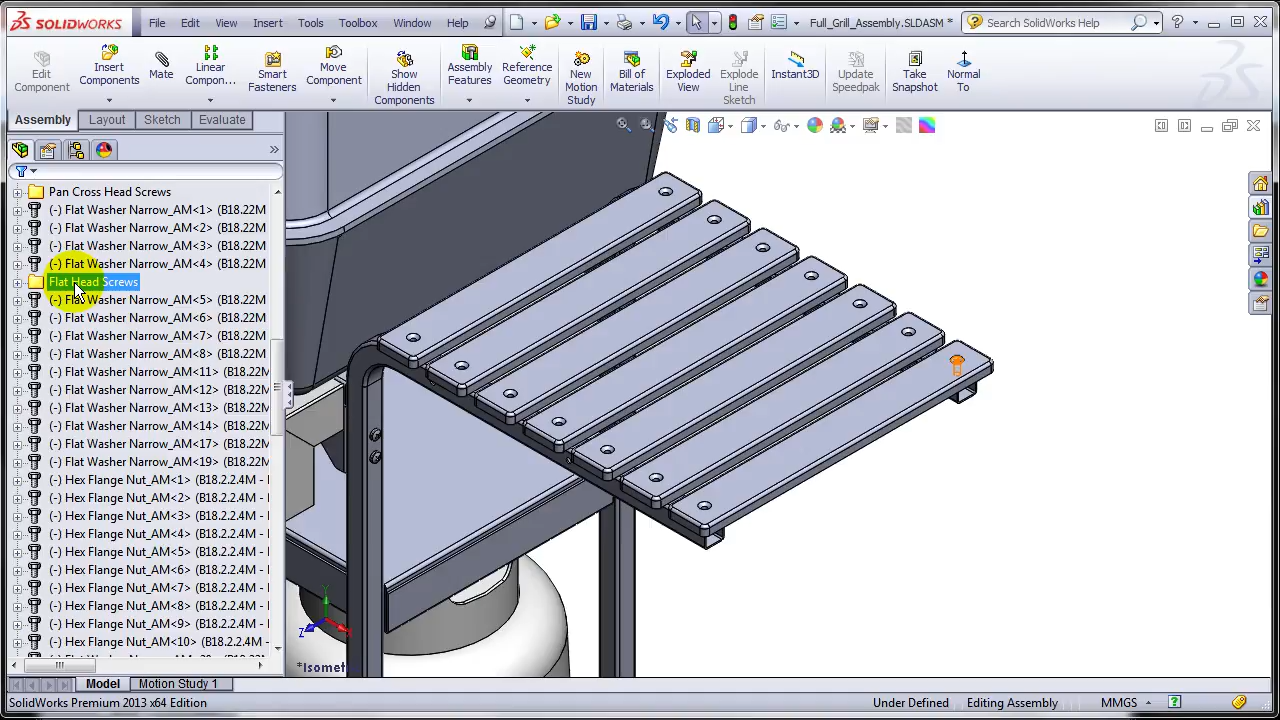 SOLIDWORKS File Edit View Insert Tools Toolbox Window Help Full_Grill_Assembly.SLDASM * Search SolidWorks Help
Edit Component
Insert Components
Mate
Linear Compon...
Smart Fasteners
Move Component
Show Hidden Components
Assembly Features
Reference Geometry
New Motion Study
Bill of Materials
Exploded View
Explode Line Sketch
Instant3D
Update Speedpak
Take Snapshot
Normal To
Assembly Layout Sketch Evaluate
Pan Cross Head Screws
(-) Flat Washer Narrow_AM<1> (B18.22M
(-) Flat Washer Narrow_AM<2> (B18.22M
(-) Flat Washer Narrow_AM<3> (B18.22M
(-) Flat Washer Narrow_AM<4> (B18.22M
Flat Head Screws
(-) Flat Washer Narrow_AM<5> (B18.22M
(-) Flat Washer Narrow_AM<6> (B18.22M
(-) Flat Washer Narrow_AM<7> (B18.22M
(-) Flat Washer Narrow_AM<8> (B18.22M
(-) Flat Washer Narrow_AM<11> (B18.22M
(-) Flat Washer Narrow_AM<12> (B18.22M
(-) Flat Washer Narrow_AM<13> (B18.22M
(-) Flat Washer Narrow_AM<14> (B18.22M
(-) Flat Washer Narrow_AM<17> (B18.22M
(-) Flat Washer Narrow_AM<19> (B18.22M
(-) Hex Flange Nut_AM<1> (B18.2.2.4M -
(-) Hex Flange Nut_AM<2> (B18.2.2.4M -
(-) Hex Flange Nut_AM<3> (B18.2.2.4M -
(-) Hex Flange Nut_AM<4> (B18.2.2.4M -
(-) Hex Flange Nut_AM<5> (B18.2.2.4M -
(-) Hex Flange Nut_AM<6> (B18.2.2.4M -
(-) Hex Flange Nut_AM<7> (B18.2.2.4M -
(-) Hex Flange Nut_AM<8> (B18.2.2.4M -
(-) Hex Flange Nut_AM<9> (B18.2.2.4M -
(-) Hex Flange Nut_AM<10> (B18.2.2.4M -
Y
Z
X
*Isomet
Model Motion Study 1
SolidWorks Premium 2013 x64 Edition Under Defined Editing Assembly MMGS